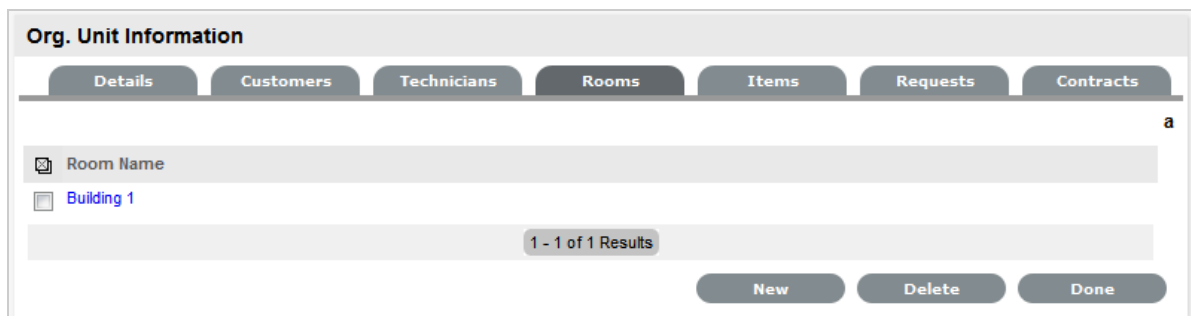 Org. Unit Information
Details Customers Technicians Rooms Items Requests Contracts
a
Room Name
Building 1
1 - 1 of 1 Results
New Delete Done